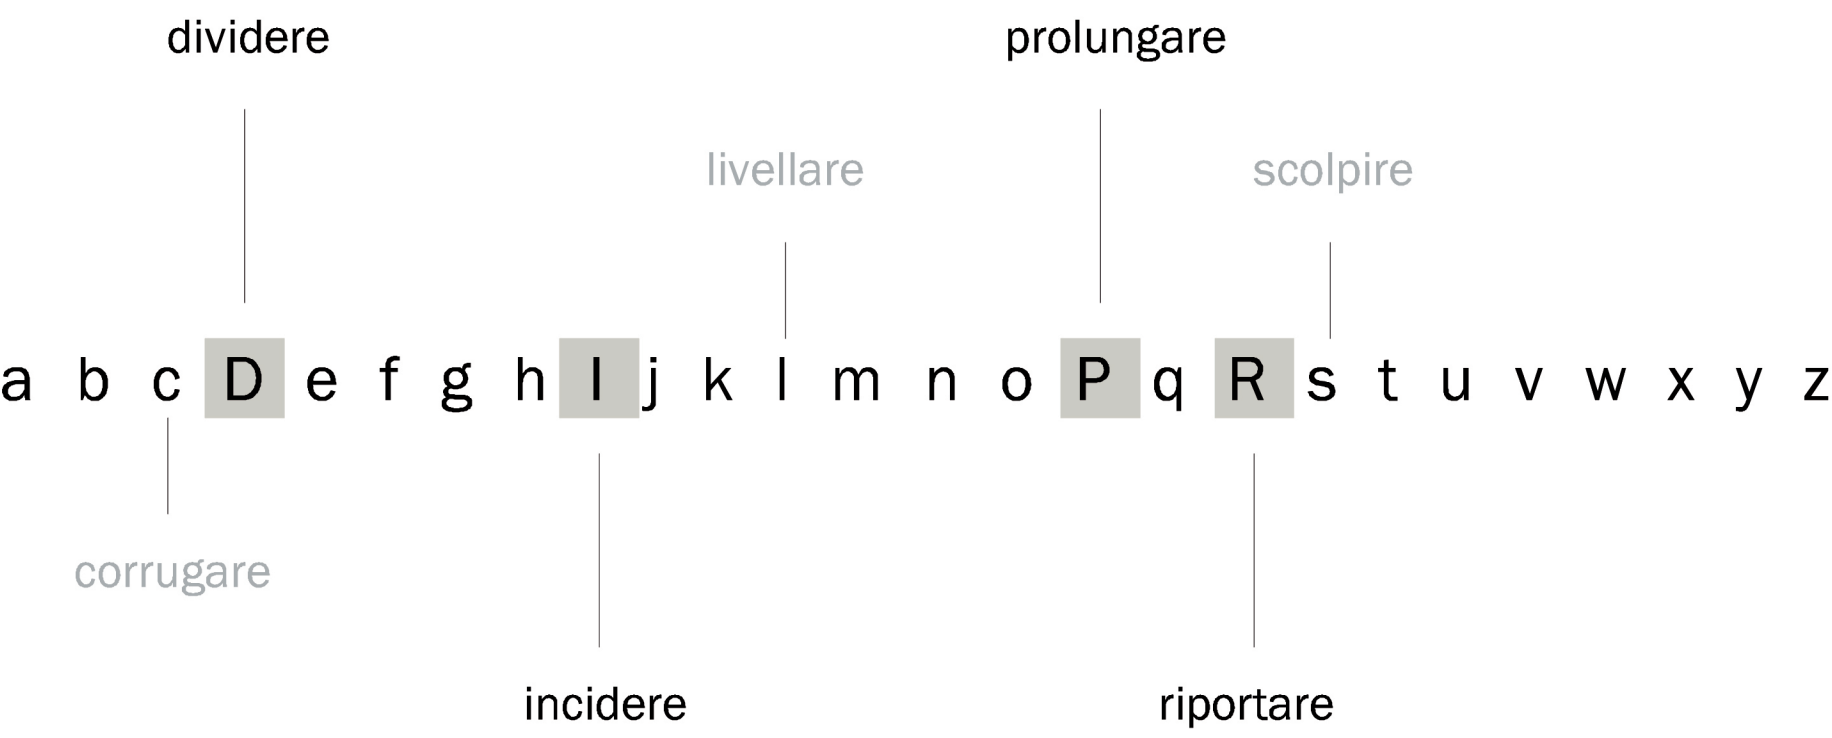 dividere
prolungare
livellare
scolpire
a b c D e f g h I j k l m n o P q R s t u v w x y z
corrugare
incidere
riportare